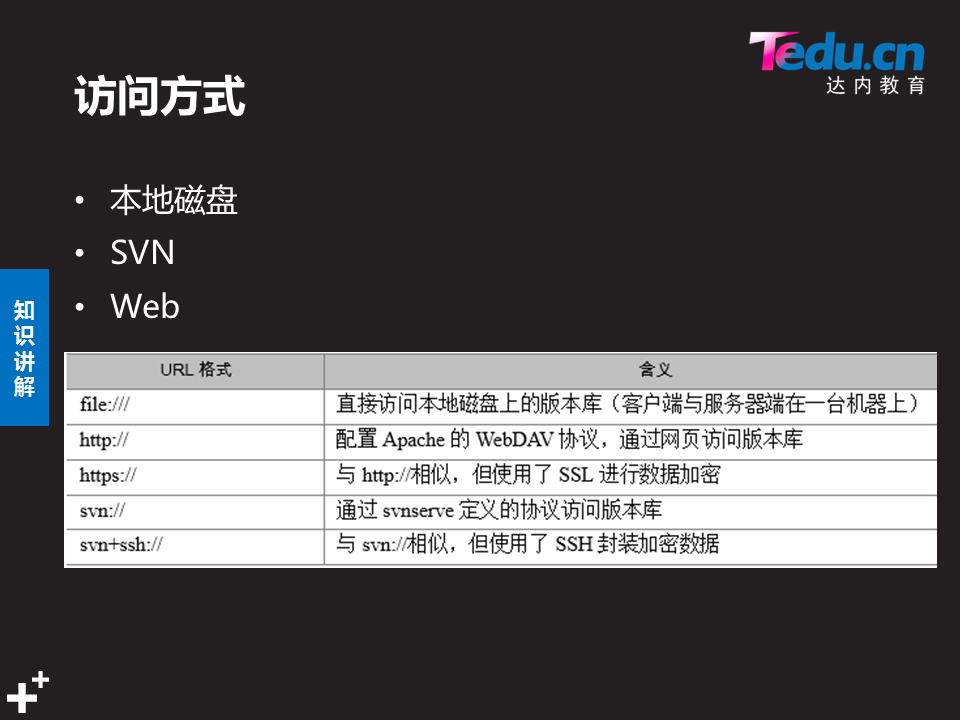 Tedu.cn
达内教育
访问方式
• 本地磁盘
• SVN
• Web
知识讲解
URL 格式 含义
file:/// 直接访问本地磁盘上的版本库（客户端与服务器端在一台机器上）
http:// 配置 Apache 的 WebDAV 协议，通过网页访问版本库
https:// 与 http://相似，但使用了 SSL 进行数据加密
svn:// 通过 svnserve 定义的协议访问版本库
svn+ssh:// 与 svn://相似，但使用了 SSH 封装加密数据